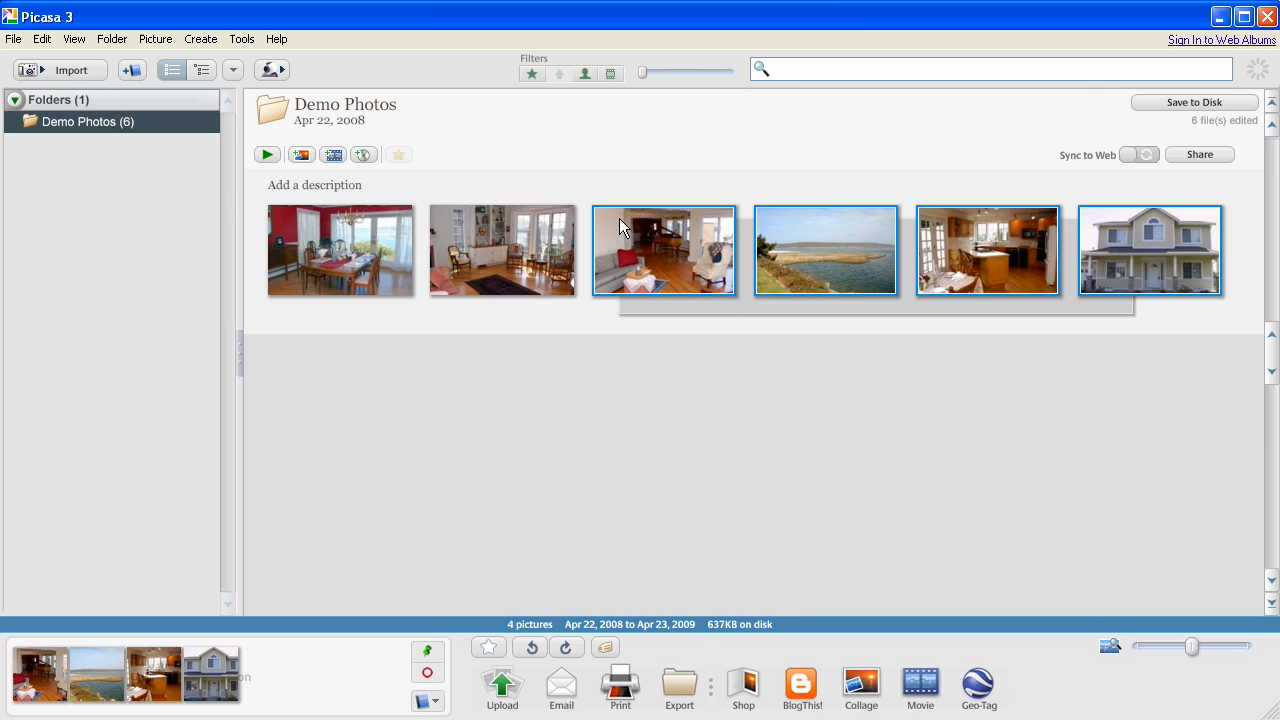 Picasa 3
File Edit View Folder Picture Create Tools Help
Sign In to Web Albums
Import
Filters
Folders (1)
Demo Photos (6)
Demo Photos
Apr 22, 2008
Save to Disk
6 file(s) edited
Sync to Web
Share
Add a description
4 pictures Apr 22, 2008 to Apr 23, 2009 637KB on disk
on
Upload Email Print Export Shop BlogThis! Collage Movie Geo-Tag